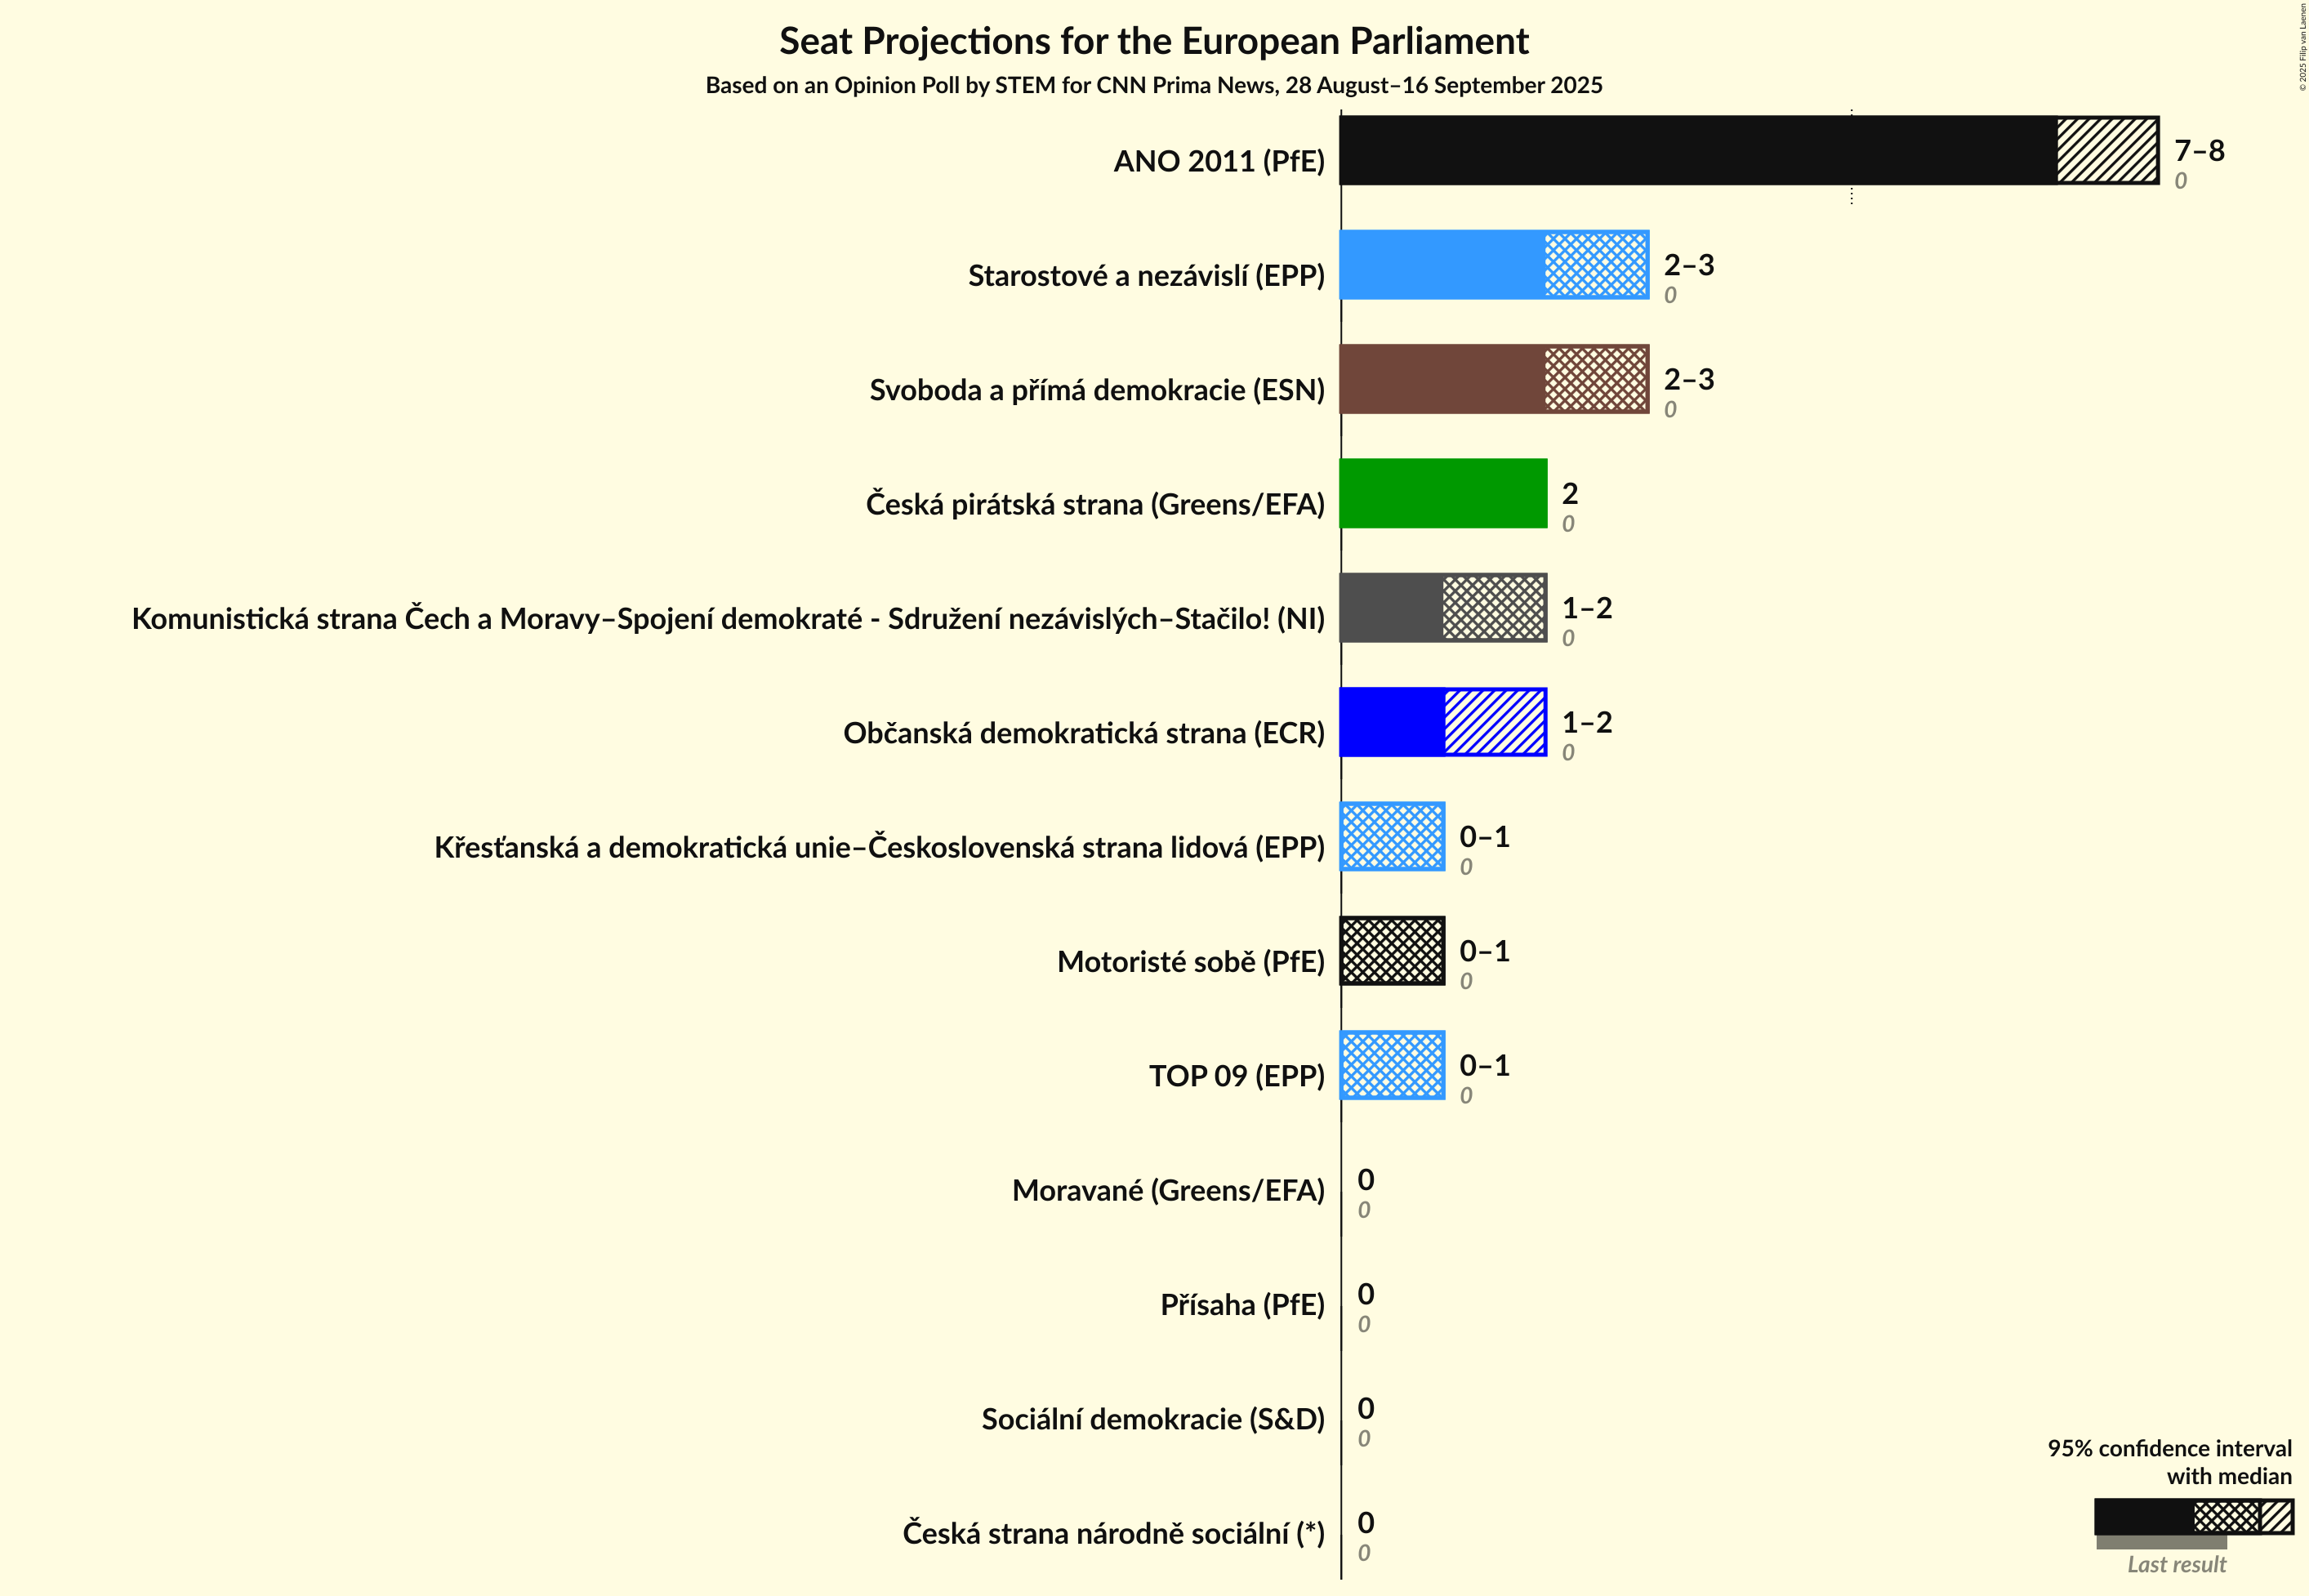 Seat Projections for the European Parliament
Based on an Opinion Poll by STEM for CNN Prima News, 28 August–16 September 2025
© 2025 Filip van Laenen
ANO 2011 (PfE)
7–8
0
Starostové a nezávislí (EPP)
2–3
0
Svoboda a přímá demokracie (ESN)
2–3
0
Česká pirátská strana (Greens/EFA)
2
0
Komunistická strana Čech a Moravy–Spojení demokraté - Sdružení nezávislých–Stačilo! (NI)
1–2
0
Občanská demokratická strana (ECR)
1–2
0
Křesťanská a demokratická unie–Československá strana lidová (EPP)
0–1
0
Motoristé sobě (PfE)
0–1
0
TOP 09 (EPP)
0–1
0
Moravané (Greens/EFA)
0
0
Přísaha (PfE)
0
0
Sociální demokracie (S&D)
0
0
Česká strana národně sociální (*)
0
0
95% confidence interval
with median
Last result